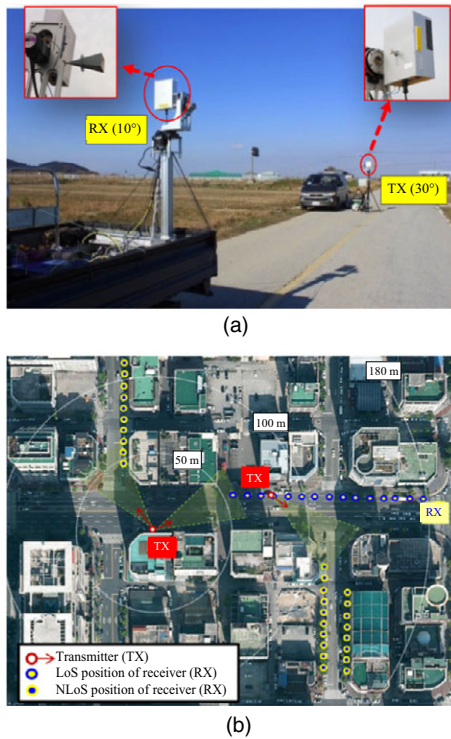 RX (10°)
TX (30°)
(a)
180 m
100 m
50 m
TX
RX
TX
Transmitter (TX)
LoS position of receiver (RX)
NLoS position of receiver (RX)
(b)